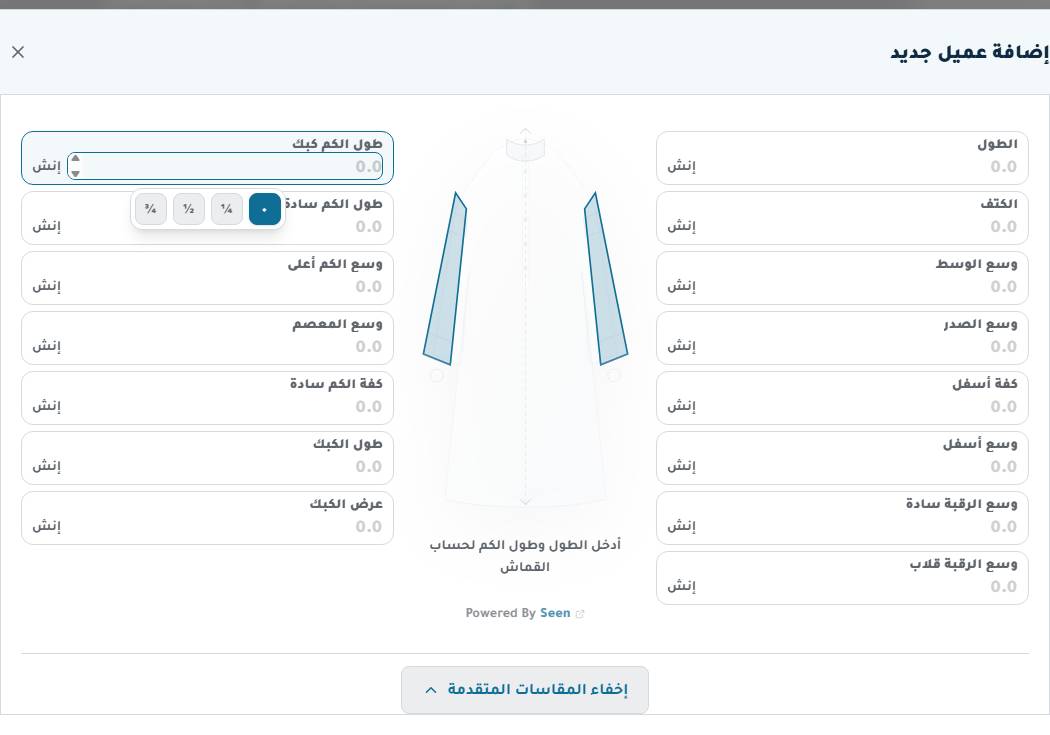 إضافة عميل جديد
الطول
0.0
إنش
الكتف
0.0
إنش
وسع الوسط
0.0
إنش
وسع الصدر
0.0
إنش
كفة أسفل
0.0
إنش
وسع أسفل
0.0
إنش
وسع الرقبة سادة
0.0
إنش
وسع الرقبة قلاب
0.0
إنش
أدخل الطول وطول الكم لحساب
القماش
Powered By Seen
طول الكم كبك
0.0
إنش
٠
¼
½
¾
طول الكم سادة
0.0
إنش
وسع الكم أعلى
0.0
إنش
وسع المعصم
0.0
إنش
كفة الكم سادة
0.0
إنش
طول الكبك
0.0
إنش
عرض الكبك
0.0
إنش
إخفاء المقاسات المتقدمة